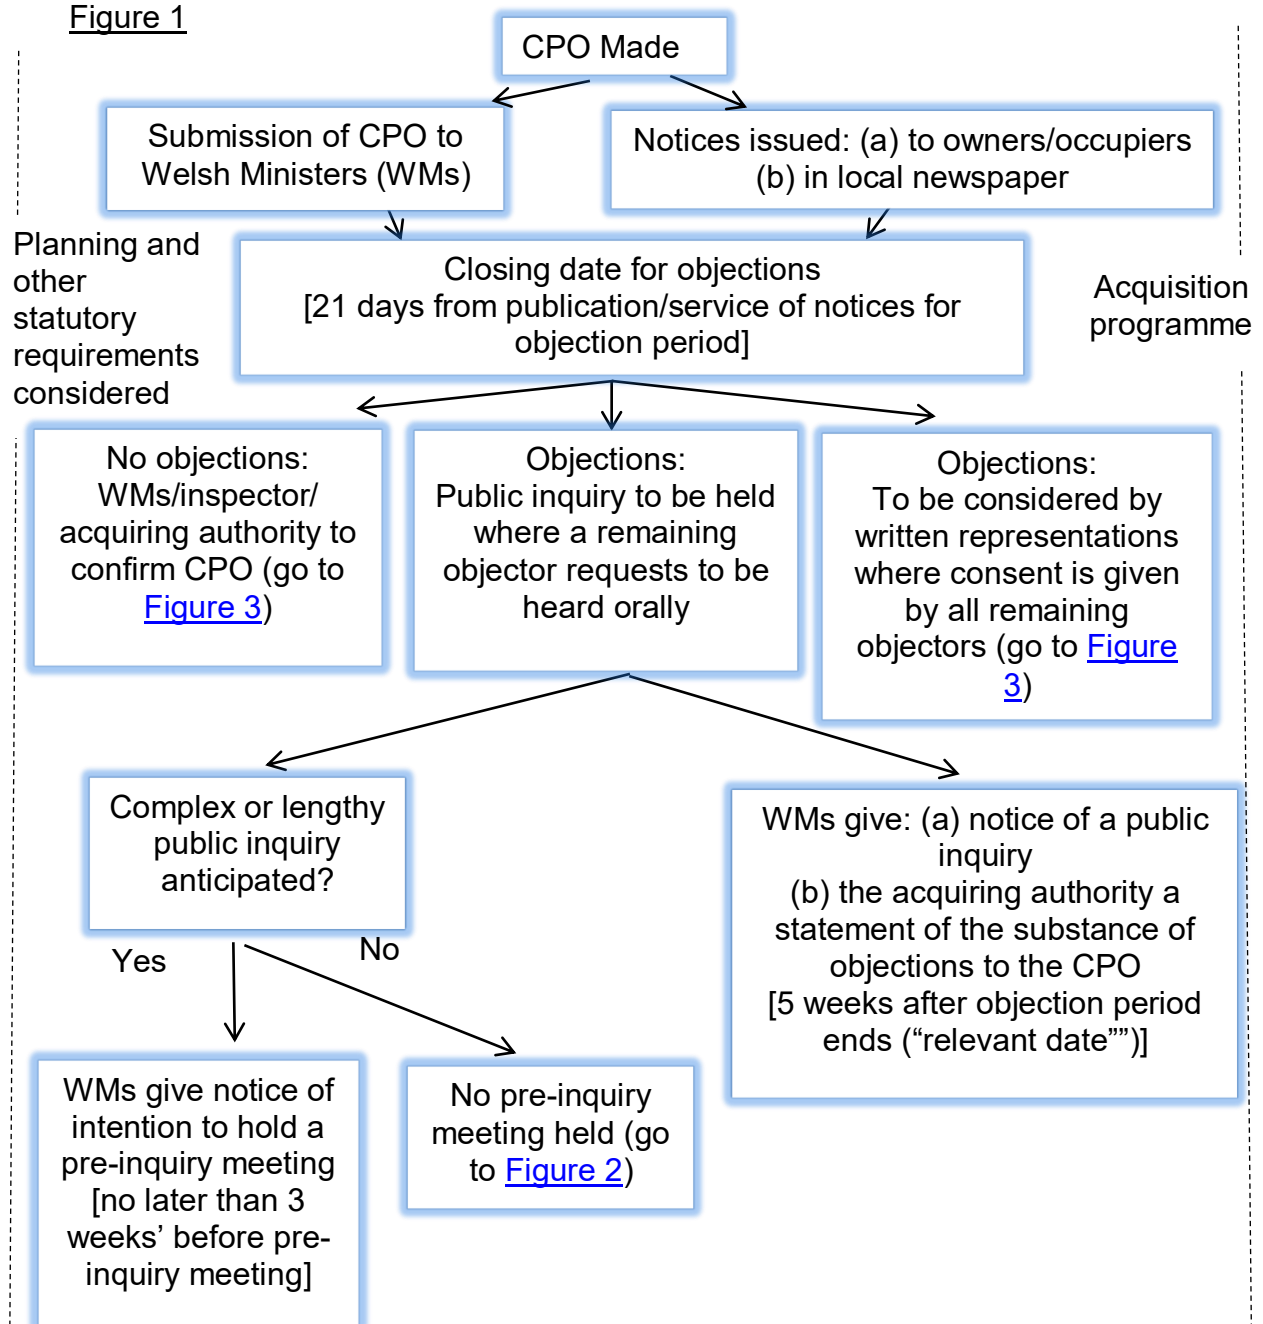 Figure 1
CPO Made
Submission of CPO to
Welsh Ministers (WMs)
Notices issued: (a) to owners/occupiers
(b) in local newspaper
Planning and
other
statutory
requirements
considered
Closing date for objections
[21 days from publication/service of notices for
objection period]
Acquisition
programme
No objections:
WMs/inspector/
acquiring authority to
confirm CPO (go to
Figure 3)
Objections:
Public inquiry to be held
where a remaining
objector requests to be
heard orally
Objections:
To be considered by
written representations
where consent is given
by all remaining
objectors (go to Figure
3)
Complex or lengthy
public inquiry
anticipated?
WMs give: (a) notice of a public
inquiry
(b) the acquiring authority a
statement of the substance of
objections to the CPO
[5 weeks after objection period
ends (“relevant date””)]
Yes
No
WMs give notice of
intention to hold a
pre-inquiry meeting
[no later than 3
weeks’ before pre-
inquiry meeting]
No pre-inquiry
meeting held (go
to Figure 2)